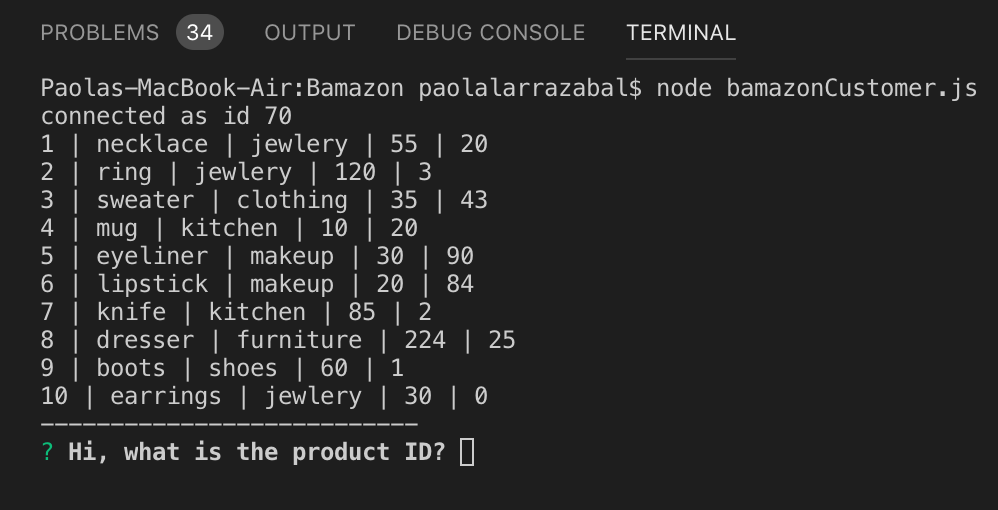 PROBLEMS 34 OUTPUT DEBUG CONSOLE TERMINAL
Paolas-MacBook-Air:Bamazon paolalarrazabal$ node bamazonCustomer.js
connected as id 70
1 | necklace | jewlery | 55 | 20
2 | ring | jewlery | 120 | 3
3 | sweater | clothing | 35 | 43
4 | mug | kitchen | 10 | 20
5 | eyeliner | makeup | 30 | 90
6 | lipstick | makeup | 20 | 84
7 | knife | kitchen | 85 | 2
8 | dresser | furniture | 224 | 25
9 | boots | shoes | 60 | 1
10 | earrings | jewlery | 30 | 0
---------------------------
? Hi, what is the product ID?